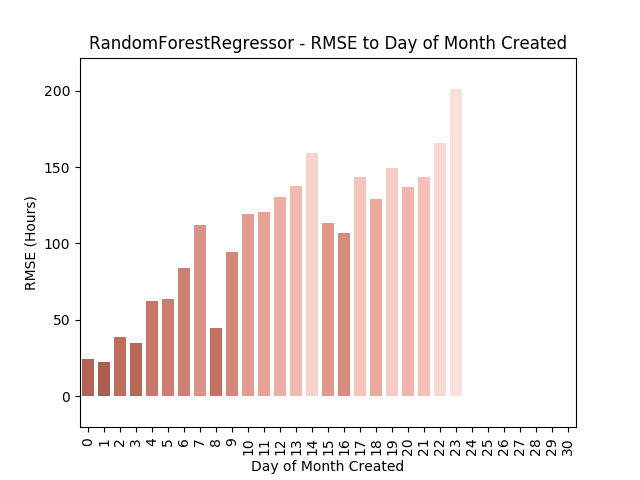 RandomForestRegressor - RMSE to Day of Month Created
200
150
100
50
0
RMSE (Hours)
0 1 2 3 4 5 6 7 8 9 10 11 12 13 14 15 16 17 18 19 20 21 22 23 24 25 26 27 28 29 30
Day of Month Created